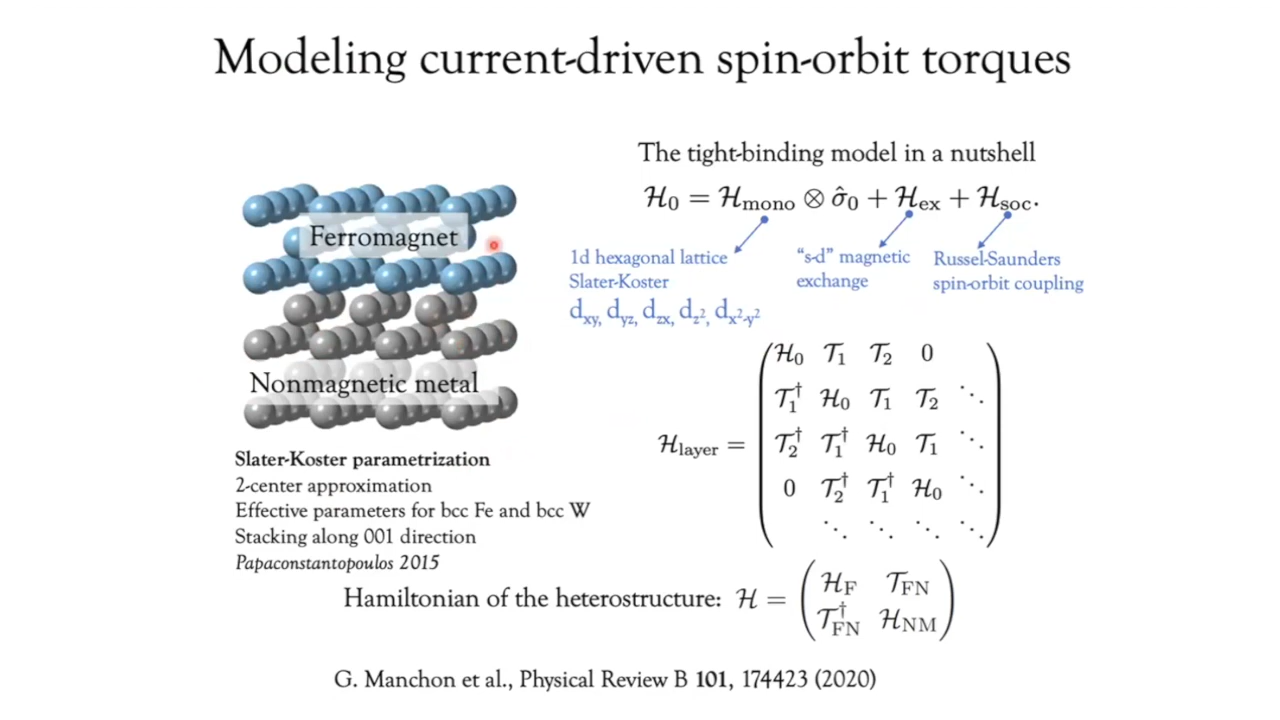 Modeling current-driven spin-orbit torques
The tight-binding model in a nutshell
ℋ₀ = ℋmono ⊗ σ̂₀ + ℋex + ℋsoc.
1d hexagonal lattice
Slater-Koster
dxy, dyz, dzx, dz², dx²-y²
“s-d” magnetic
exchange
Russel-Saunders
spin-orbit coupling
Ferromagnet
Nonmagnetic metal
Slater-Koster parametrization
2-center approximation
Effective parameters for bcc Fe and bcc W
Stacking along 001 direction
Papaconstantopoulos 2015
ℋlayer =
ℋ₀ 𝒯₁ 𝒯₂ 0
𝒯₁† ℋ₀ 𝒯₁ 𝒯₂ ⋱
𝒯₂† 𝒯₁† ℋ₀ 𝒯₁ ⋱
0 𝒯₂† 𝒯₁† ℋ₀ ⋱
⋱ ⋱ ⋱ ⋱
Hamiltonian of the heterostructure: ℋ =
ℋF 𝒯FN
𝒯FN† ℋNM
G. Manchon et al., Physical Review B 101, 174423 (2020)